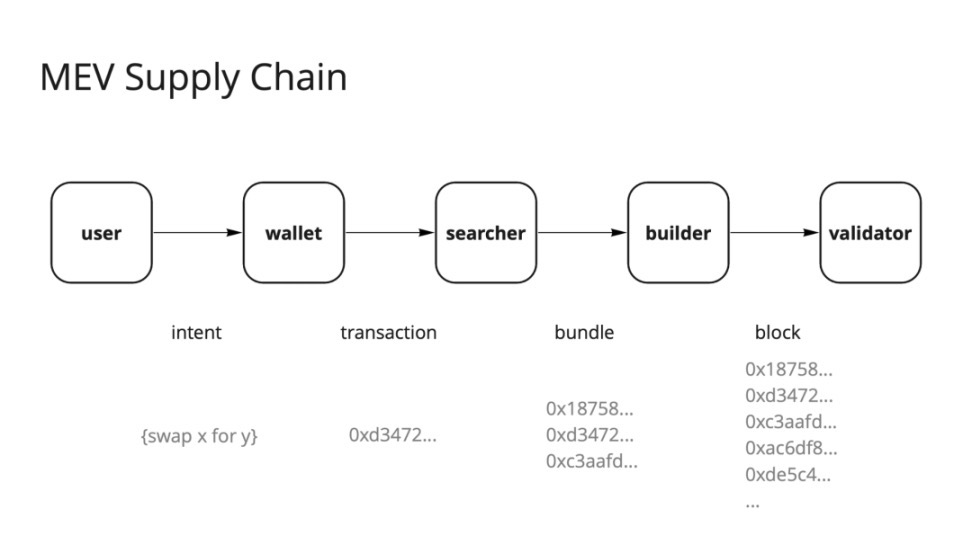 MEV Supply Chain
user
wallet
searcher
builder
validator
intent
transaction
bundle
block
{swap x for y}
0xd3472...
0x18758...
0xd3472...
0xc3aafd...
0x18758...
0xd3472...
0xc3aafd...
0xac6df8...
0xde5c4...
...